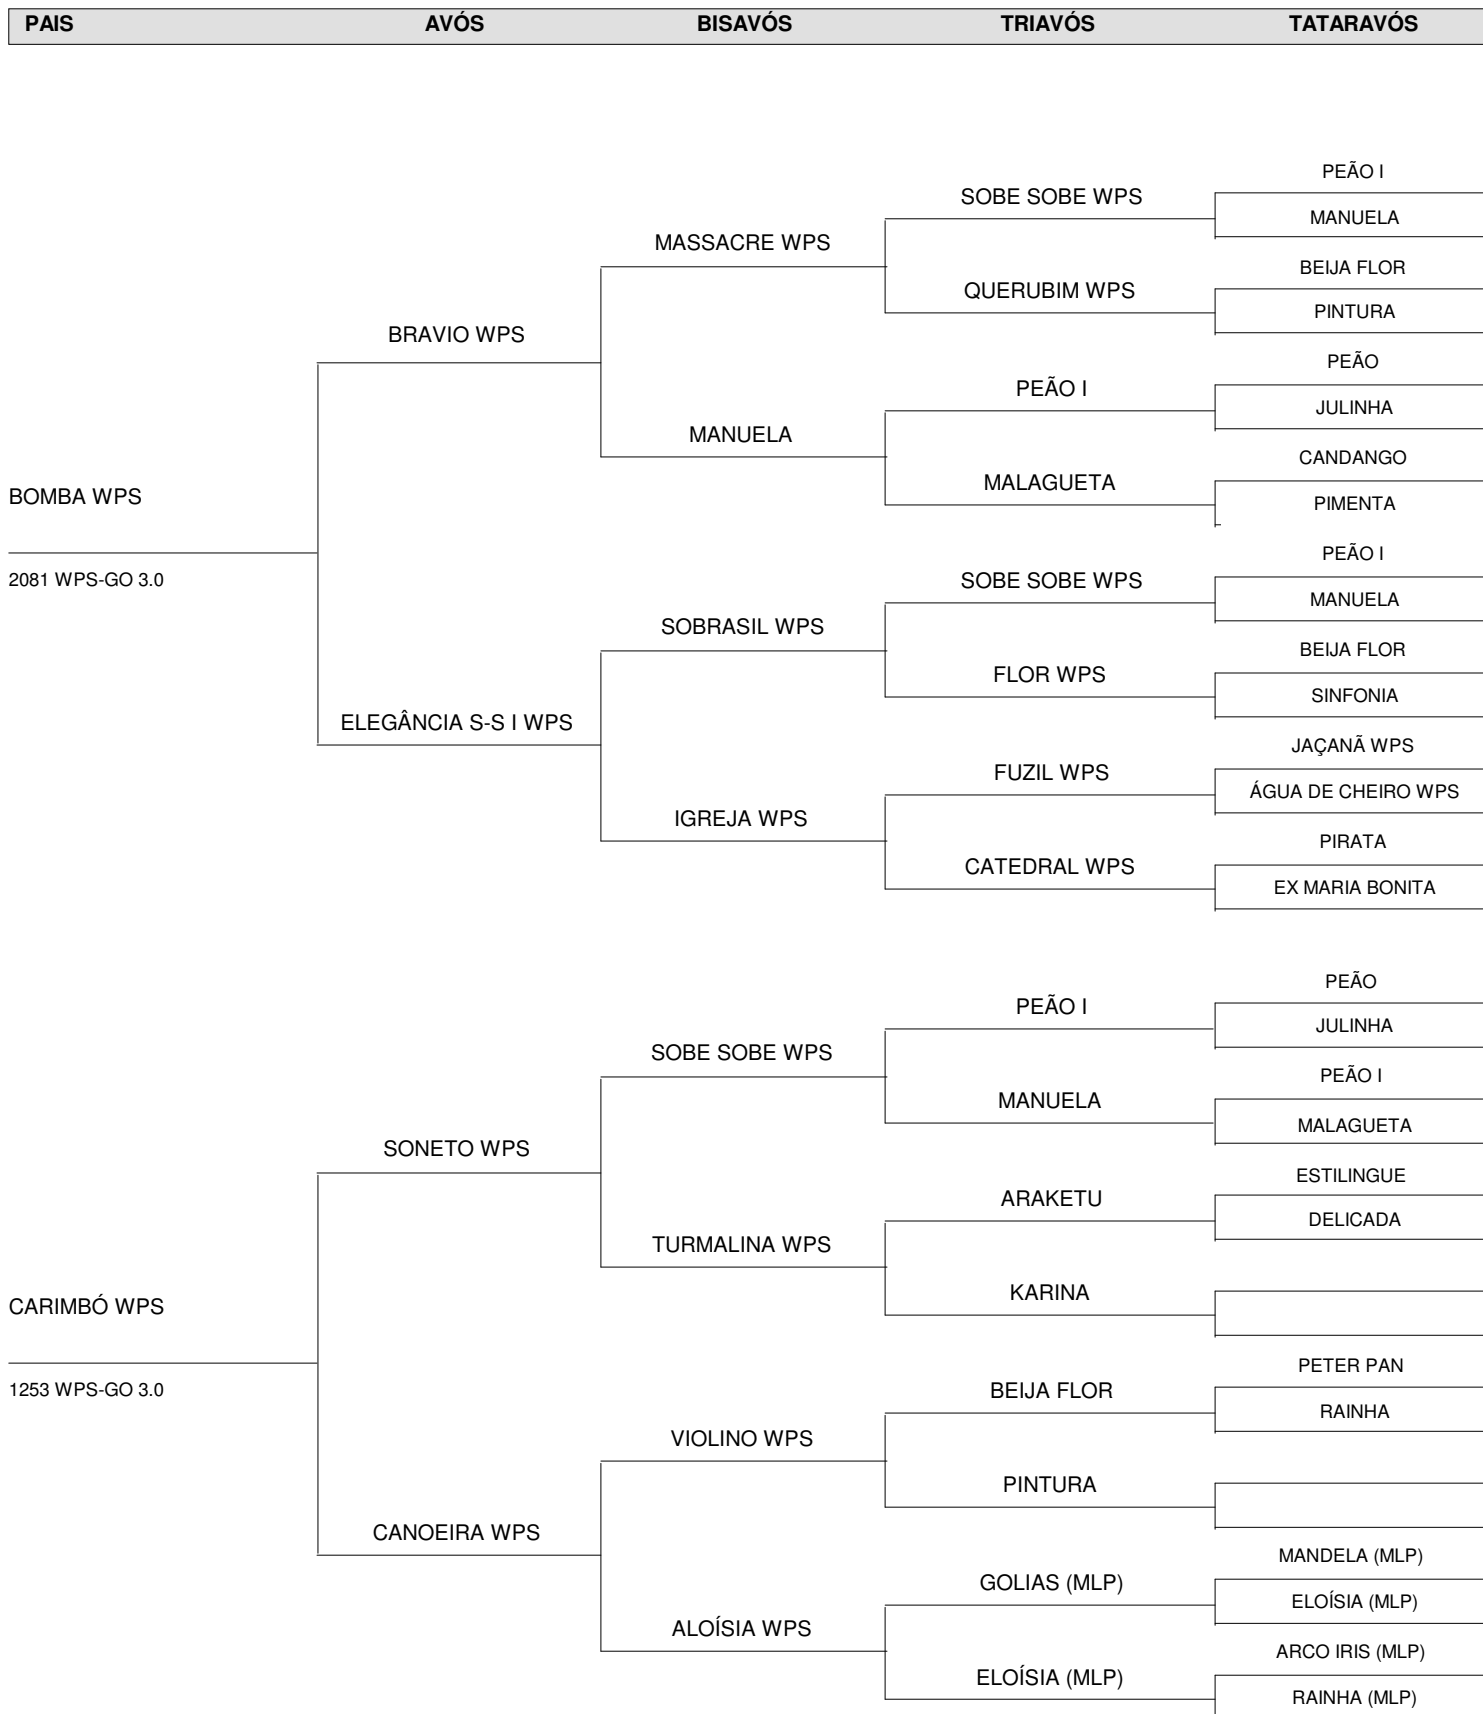 PAIS AVÓS BISAVÓS TRIAVÓS TATARAVÓS
PEÃO I
SOBE SOBE WPS
MANUELA
MASSACRE WPS
BEIJA FLOR
QUERUBIM WPS
PINTURA
BRAVIO WPS
PEÃO
PEÃO I
JULINHA
MANUELA
CANDANGO
MALAGUETA
PIMENTA
BOMBA WPS
2081 WPS-GO 3.0
PEÃO I
SOBE SOBE WPS
MANUELA
SOBRASIL WPS
BEIJA FLOR
FLOR WPS
SINFONIA
ELEGÂNCIA S-S I WPS
JAÇANÃ WPS
FUZIL WPS
ÁGUA DE CHEIRO WPS
IGREJA WPS
PIRATA
CATEDRAL WPS
EX MARIA BONITA
PEÃO
PEÃO I
JULINHA
SOBE SOBE WPS
PEÃO I
MANUELA
MALAGUETA
SONETO WPS
ESTILINGUE
ARAKETU
DELICADA
TURMALINA WPS
KARINA
CARIMBÓ WPS
1253 WPS-GO 3.0
PETER PAN
BEIJA FLOR
RAINHA
VIOLINO WPS
PINTURA
CANOEIRA WPS
MANDELA (MLP)
GOLIAS (MLP)
ELOÍSIA (MLP)
ALOÍSIA WPS
ARCO IRIS (MLP)
ELOÍSIA (MLP)
RAINHA (MLP)